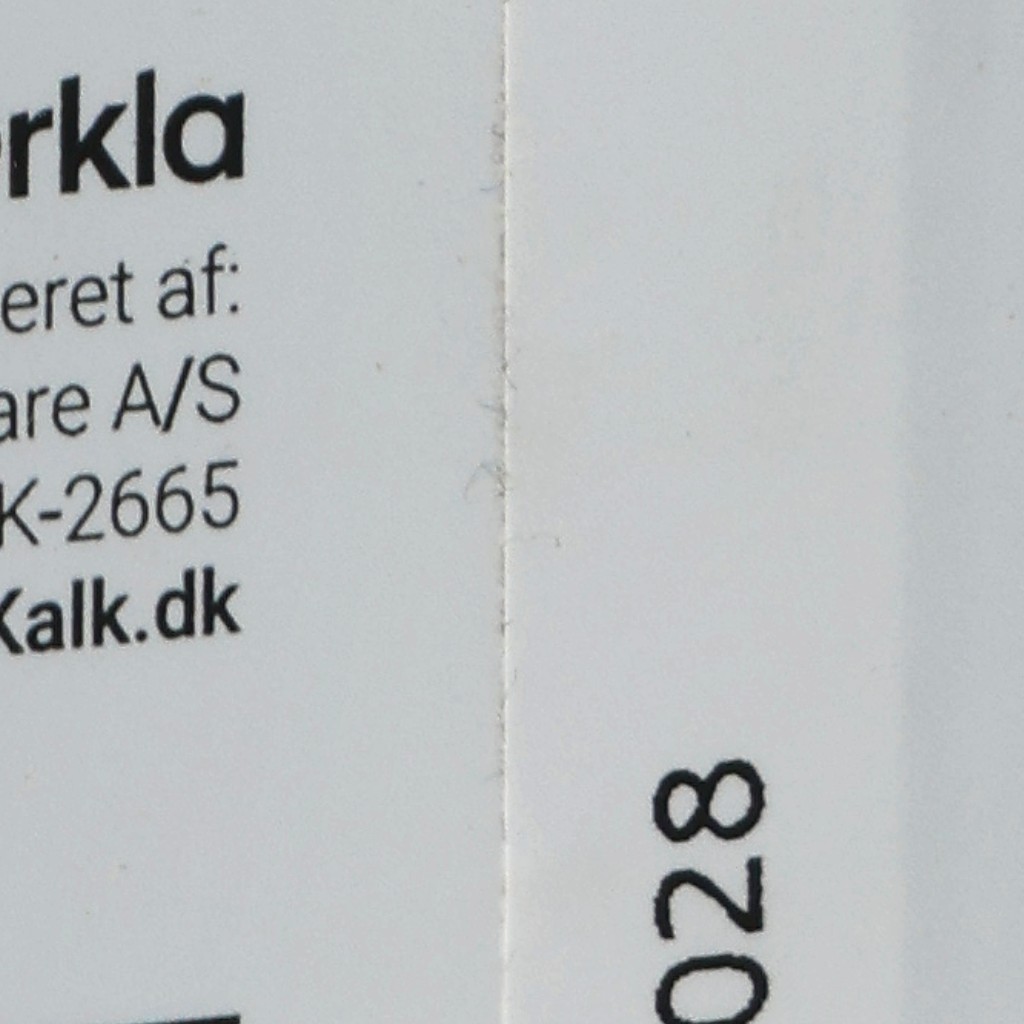 rkla
eret af:
are A/S
K-2665
Kalk.dk
028